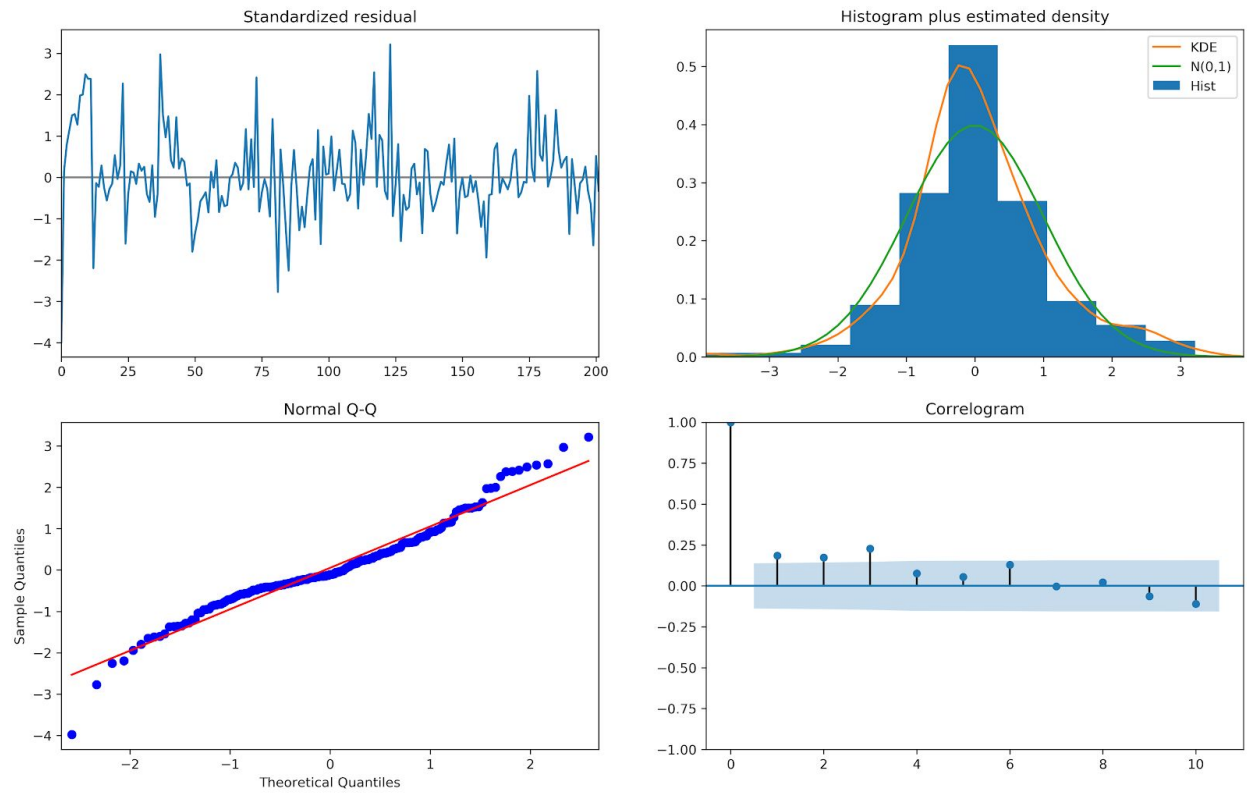 Standardized residual
3
2
1
0
−1
−2
−3
−4
0 25 50 75 100 125 150 175 200
Histogram plus estimated density
KDE
N(0,1)
Hist
0.5
0.4
0.3
0.2
0.1
0.0
−3 −2 −1 0 1 2 3
Normal Q-Q
Sample Quantiles
3
2
1
0
−1
−2
−3
−4
−2 −1 0 1 2
Theoretical Quantiles
Correlogram
1.00
0.75
0.50
0.25
0.00
−0.25
−0.50
−0.75
−1.00
0 2 4 6 8 10